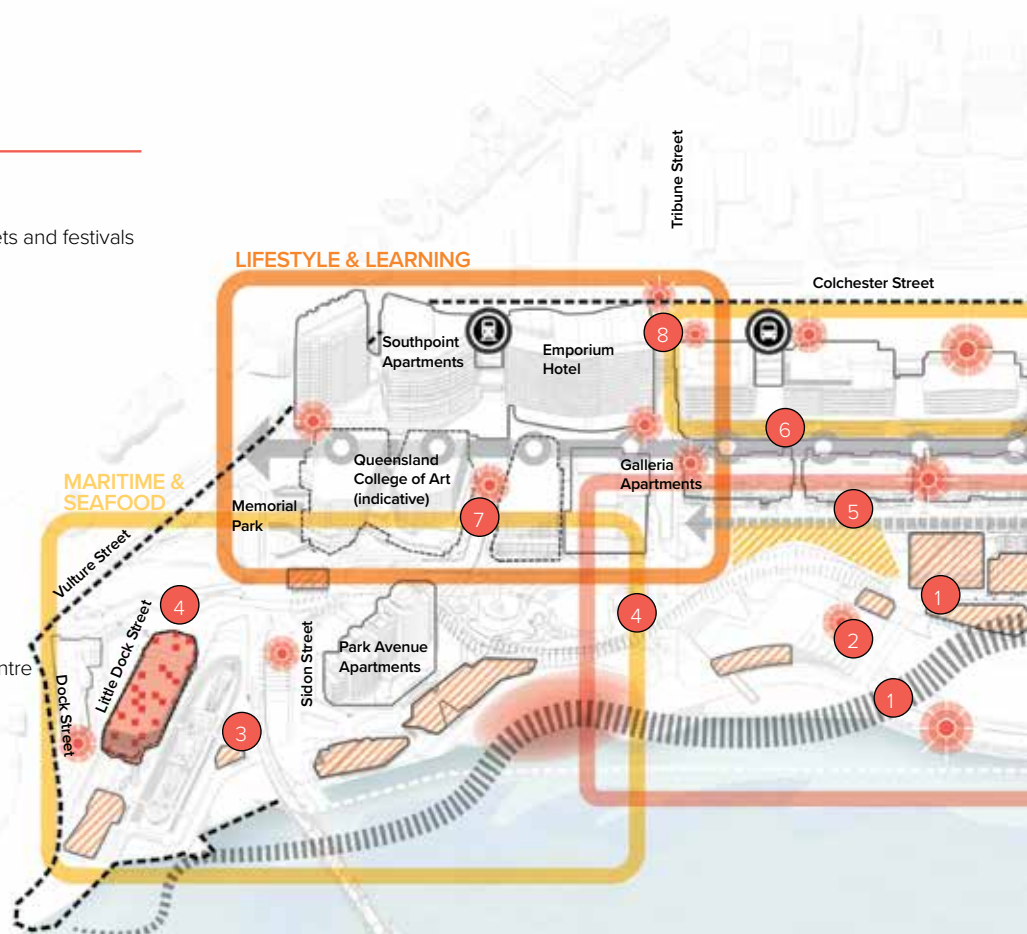 Tribune Street
ets and festivals
LIFESTYLE & LEARNING
Colchester Street
8
Southpoint
Apartments
Emporium
Hotel
6
Queensland
College of Art
(indicative)
Galleria
Apartments
MARITIME &
SEAFOOD
Memorial
Park
7
5
Vulture Street
4
1
4
2
Little Dock Street
Park Avenue
Apartments
Sidon Street
ntre
Dock Street
3
1